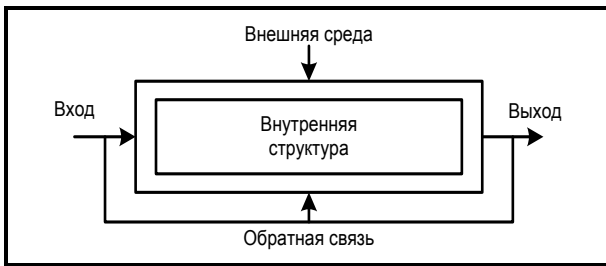 Внешняя среда
Вход
Выход
Внутренняя
структура
Обратная связь